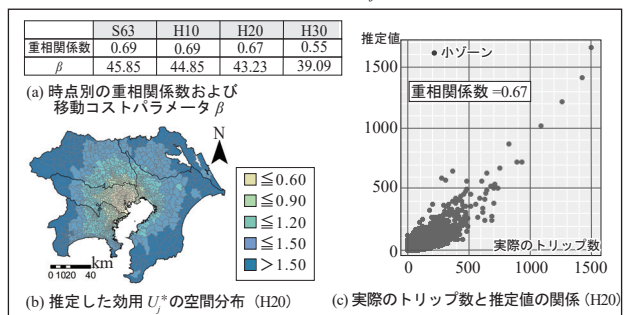 S63 H10 H20 H30
重相関係数 0.69 0.69 0.67 0.55
β 45.85 44.85 43.23 39.09
(a) 時点別の重相関係数および
移動コストパラメータβ
N
≦0.60
≦0.90
≦1.20
≦1.50
>1.50
0 10 20 40
km
(b) 推定した効用 U_j^*の空間分布 (H20)
推定値
1500
1000
500
0
小ゾーン
重相関係数 =0.67
実際のトリップ数
0 500 1000 1500
(c) 実際のトリップ数と推定値の関係 (H20)